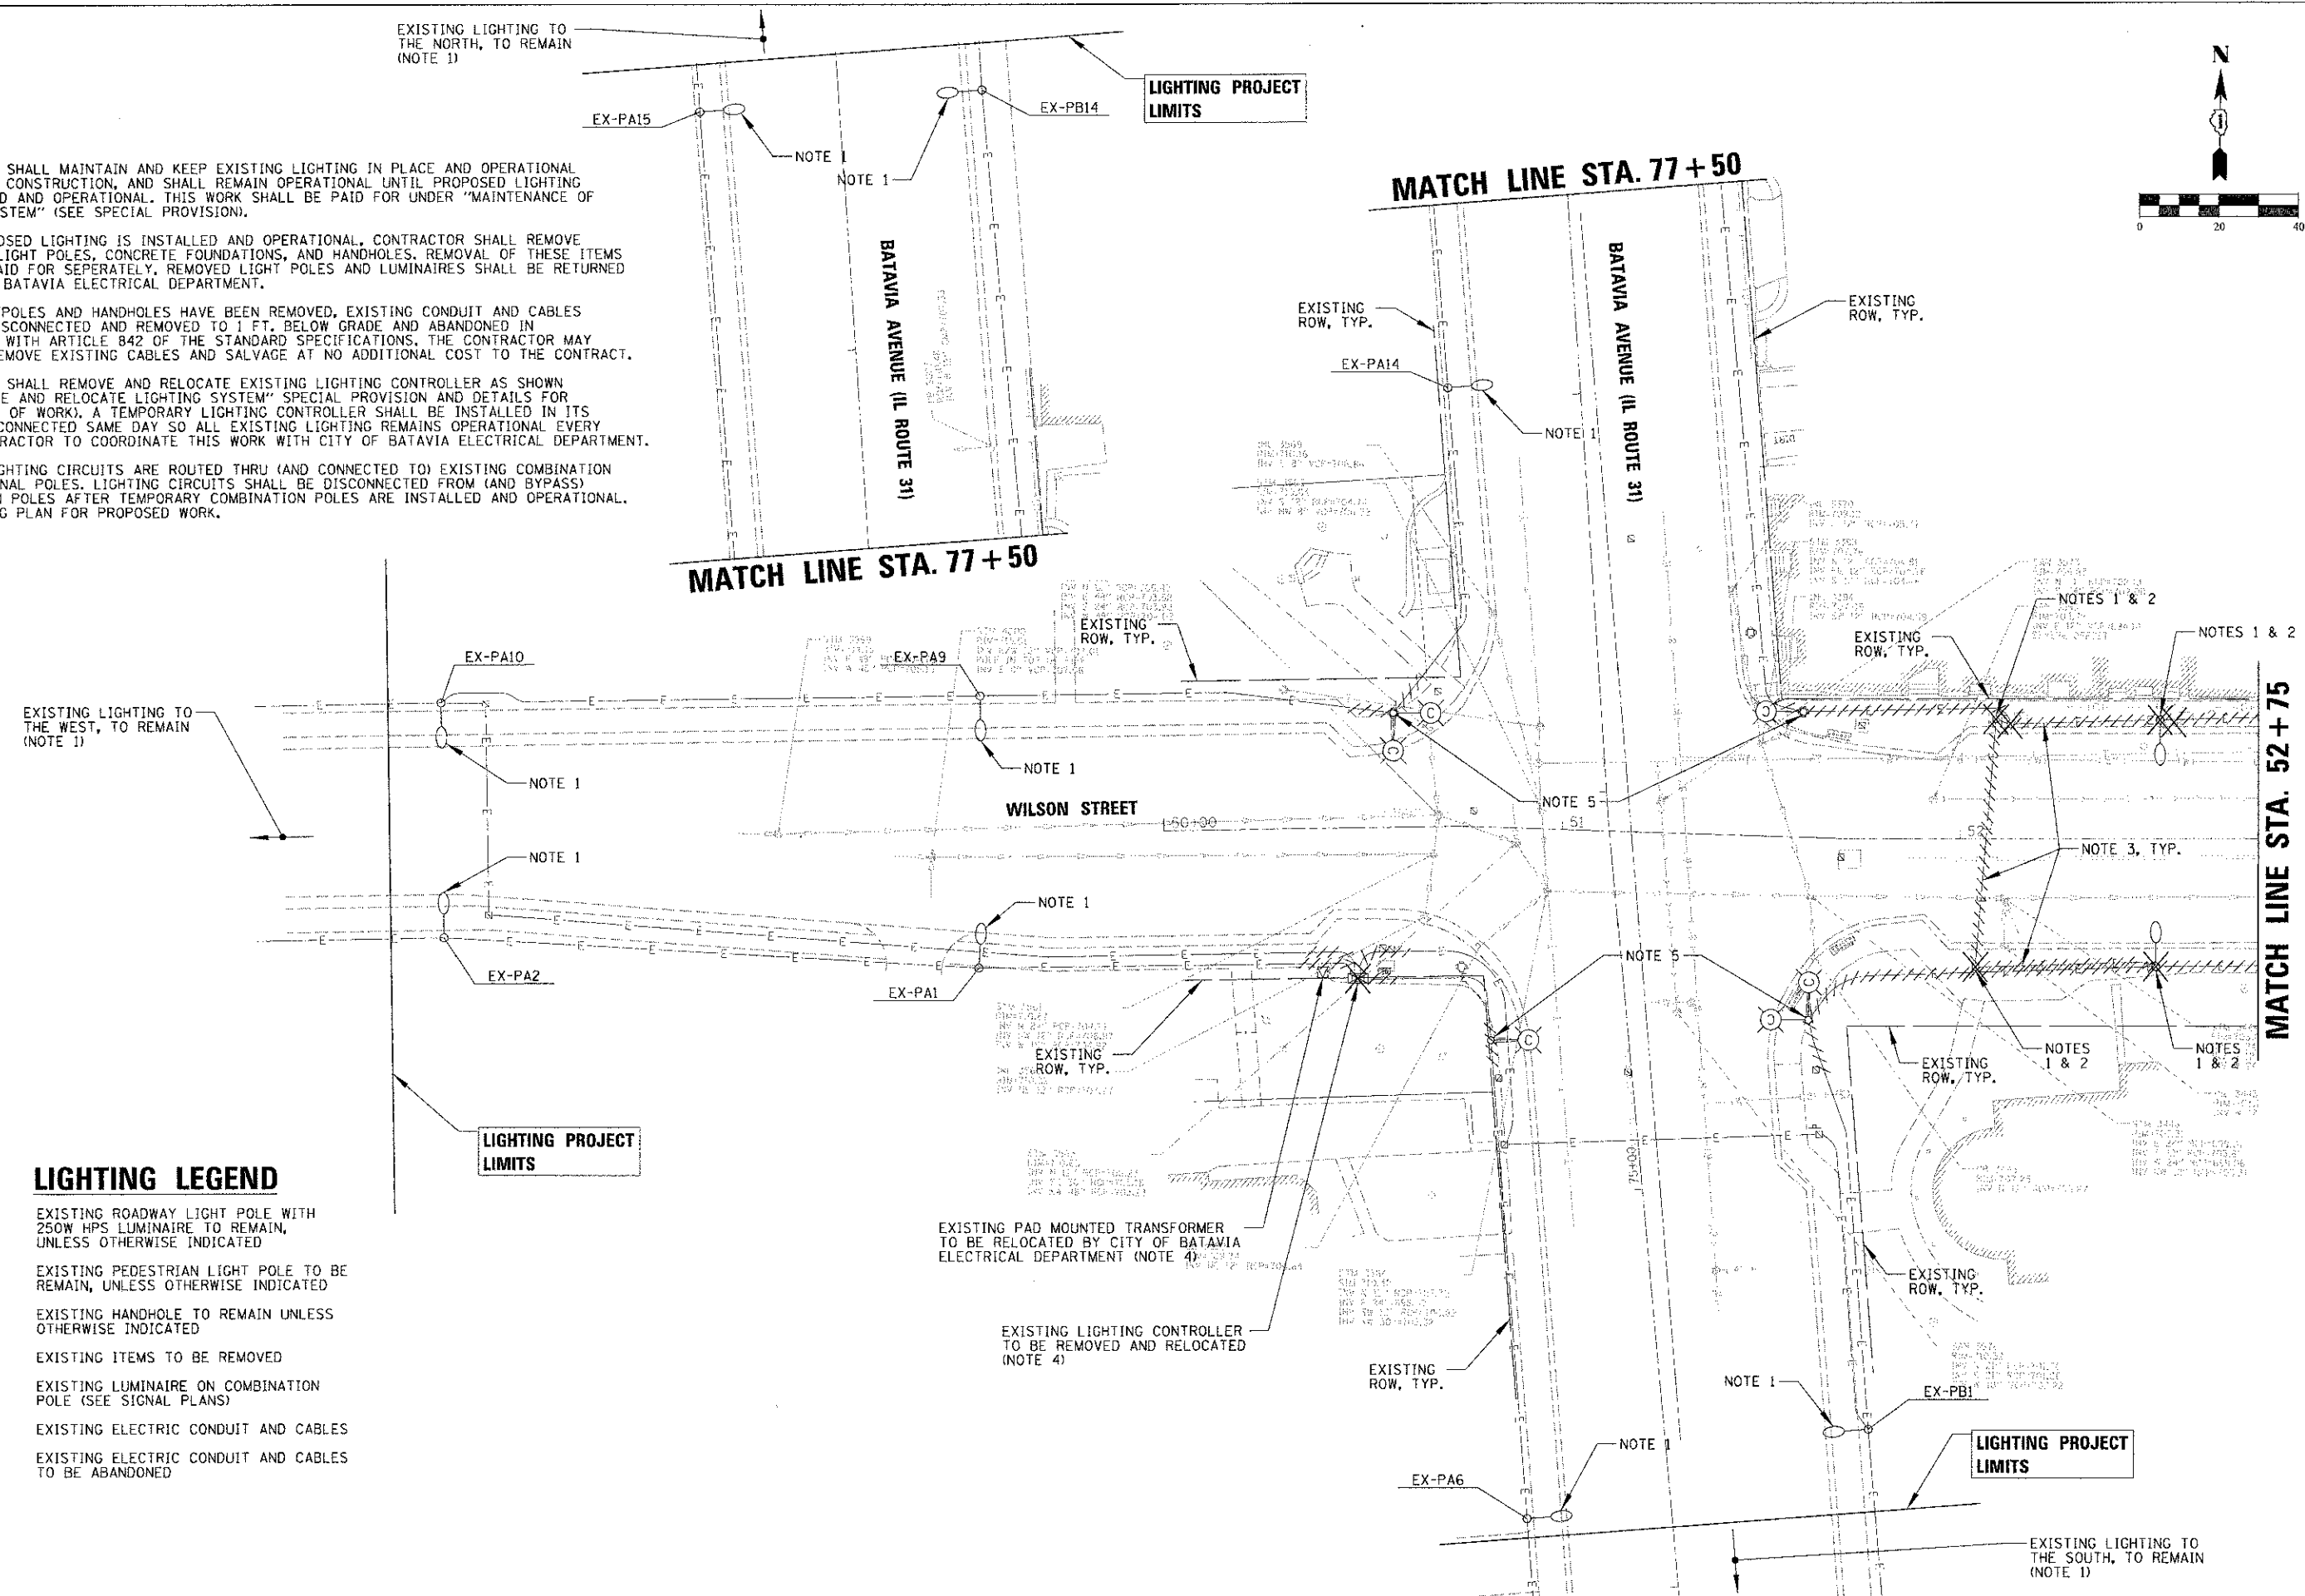 EXISTING LIGHTING TO
THE NORTH, TO REMAIN
(NOTE 1)
LIGHTING PROJECT
LIMITS
EX-PA15
EX-PB14
NOTE 1
NOTE 1
BATAVIA AVENUE (IL ROUTE 31)
MATCH LINE STA. 77+50
N
0 20 40
SHALL MAINTAIN AND KEEP EXISTING LIGHTING IN PLACE AND OPERATIONAL
CONSTRUCTION, AND SHALL REMAIN OPERATIONAL UNTIL PROPOSED LIGHTING
D AND OPERATIONAL. THIS WORK SHALL BE PAID FOR UNDER "MAINTENANCE OF
STEM" (SEE SPECIAL PROVISION).
OSED LIGHTING IS INSTALLED AND OPERATIONAL, CONTRACTOR SHALL REMOVE
LIGHT POLES, CONCRETE FOUNDATIONS, AND HANDHOLES. REMOVAL OF THESE ITEMS
AID FOR SEPERATELY. REMOVED LIGHT POLES AND LUMINAIRES SHALL BE RETURNED
BATAVIA ELECTRICAL DEPARTMENT.
POLES AND HANDHOLES HAVE BEEN REMOVED, EXISTING CONDUIT AND CABLES
SCONNECTED AND REMOVED TO 1 FT. BELOW GRADE AND ABANDONED IN
WITH ARTICLE 842 OF THE STANDARD SPECIFICATIONS. THE CONTRACTOR MAY
EMOVE EXISTING CABLES AND SALVAGE AT NO ADDITIONAL COST TO THE CONTRACT.
SHALL REMOVE AND RELOCATE EXISTING LIGHTING CONTROLLER AS SHOWN
E AND RELOCATE LIGHTING SYSTEM" SPECIAL PROVISION AND DETAILS FOR
OF WORK). A TEMPORARY LIGHTING CONTROLLER SHALL BE INSTALLED IN ITS
CONNECTED SAME DAY SO ALL EXISTING LIGHTING REMAINS OPERATIONAL EVERY
RACTOR TO COORDINATE THIS WORK WITH CITY OF BATAVIA ELECTRICAL DEPARTMENT.
GHTING CIRCUITS ARE ROUTED THRU (AND CONNECTED TO) EXISTING COMBINATION
NAL POLES. LIGHTING CIRCUITS SHALL BE DISCONNECTED FROM (AND BYPASS)
POLES AFTER TEMPORARY COMBINATION POLES ARE INSTALLED AND OPERATIONAL.
G PLAN FOR PROPOSED WORK.
MATCH LINE STA. 77+50
BATAVIA AVENUE (IL ROUTE 31)
EXISTING
ROW, TYP.
EXISTING
ROW, TYP.
EX-PA14
NOTE 1
EXISTING
ROW, TYP.
EXISTING
ROW, TYP.
NOTES 1 & 2
NOTES 1 & 2
EX-PA10
EX-PA9
EXISTING LIGHTING TO
THE WEST, TO REMAIN
(NOTE 1)
NOTE 1
NOTE 1
WILSON STREET
50+00
51
52
NOTE 5
NOTE 3, TYP.
MATCH LINE STA. 52+75
NOTE 1
NOTE 1
EX-PA2
EX-PA1
NOTE 5
EXISTING
ROW, TYP.
EXISTING
ROW, TYP.
NOTES
1 & 2
NOTES
1 & 2
75+00
LIGHTING PROJECT
LIMITS
LIGHTING LEGEND
EXISTING ROADWAY LIGHT POLE WITH
250W HPS LUMINAIRE TO REMAIN,
UNLESS OTHERWISE INDICATED
EXISTING PEDESTRIAN LIGHT POLE TO BE
REMAIN, UNLESS OTHERWISE INDICATED
EXISTING HANDHOLE TO REMAIN UNLESS
OTHERWISE INDICATED
EXISTING ITEMS TO BE REMOVED
EXISTING LUMINAIRE ON COMBINATION
POLE (SEE SIGNAL PLANS)
EXISTING ELECTRIC CONDUIT AND CABLES
EXISTING ELECTRIC CONDUIT AND CABLES
TO BE ABANDONED
EXISTING PAD MOUNTED TRANSFORMER
TO BE RELOCATED BY CITY OF BATAVIA
ELECTRICAL DEPARTMENT (NOTE 4)
EXISTING LIGHTING CONTROLLER
TO BE REMOVED AND RELOCATED
(NOTE 4)
EXISTING
ROW, TYP.
EXISTING
ROW, TYP.
NOTE 1
EX-PB1
NOTE 1
EX-PA6
LIGHTING PROJECT
LIMITS
EXISTING LIGHTING TO
THE SOUTH, TO REMAIN
(NOTE 1)